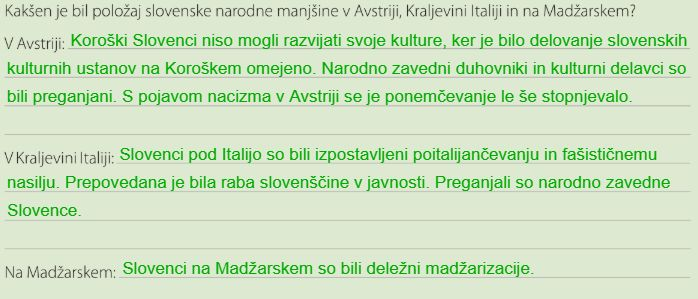 Kakšen je bil položaj slovenske narodne manjšine v Avstriji, Kraljevini Italiji in na Madžarskem?
V Avstriji: Koroški Slovenci niso mogli razvijati svoje kulture, ker je bilo delovanje slovenskih
kulturnih ustanov na Koroškem omejeno. Narodno zavedni duhovniki in kulturni delavci so
bili preganjani. S pojavom nacizma v Avstriji se je ponemčevanje le še stopnjevalo.
V Kraljevini Italiji: Slovenci pod Italijo so bili izpostavljeni poitalijančevanju in fašističnemu
nasilju. Prepovedana je bila raba slovenščine v javnosti. Preganjali so narodno zavedne
Slovence.
Na Madžarskem: Slovenci na Madžarskem so bili deležni madžarizacije.